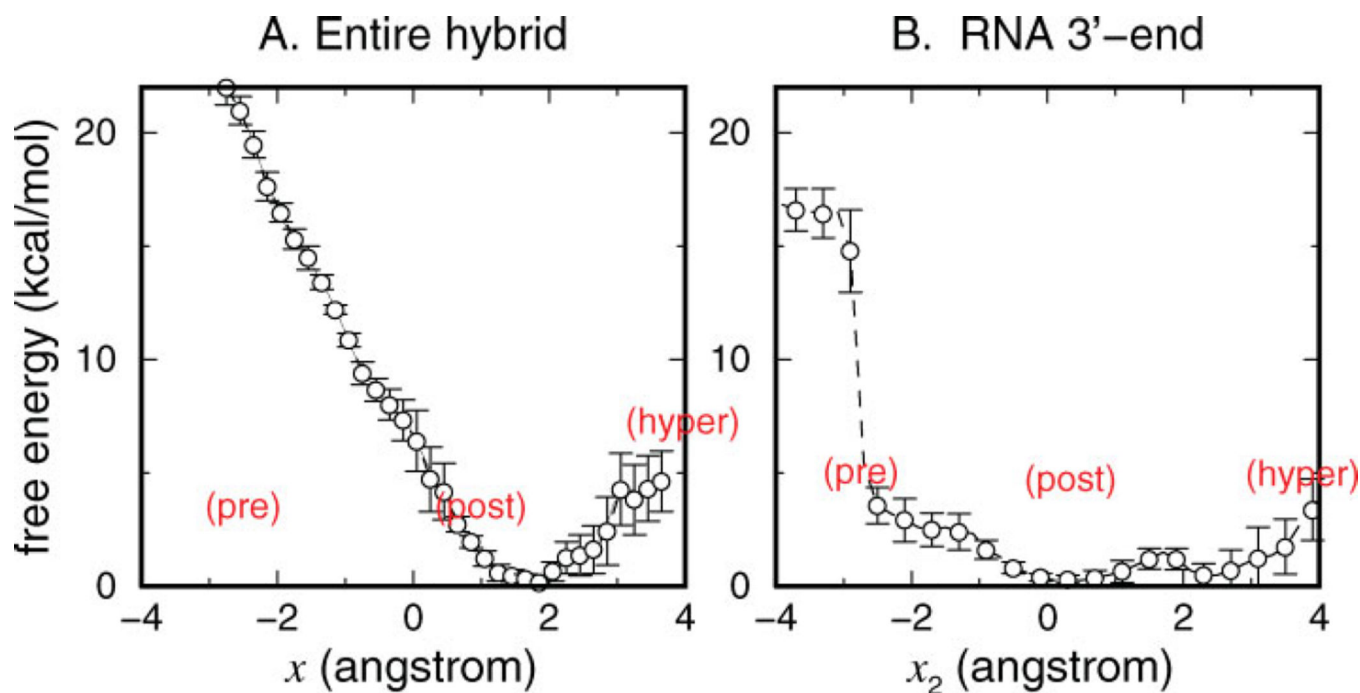 A. Entire hybrid
B. RNA 3'−end
free energy (kcal/mol)
20
10
0
(pre)
(post)
(hyper)
−4
−2
0
2
4
x (angstrom)
20
10
0
(pre)
(post)
(hyper)
−4
−2
0
2
4
x2 (angstrom)